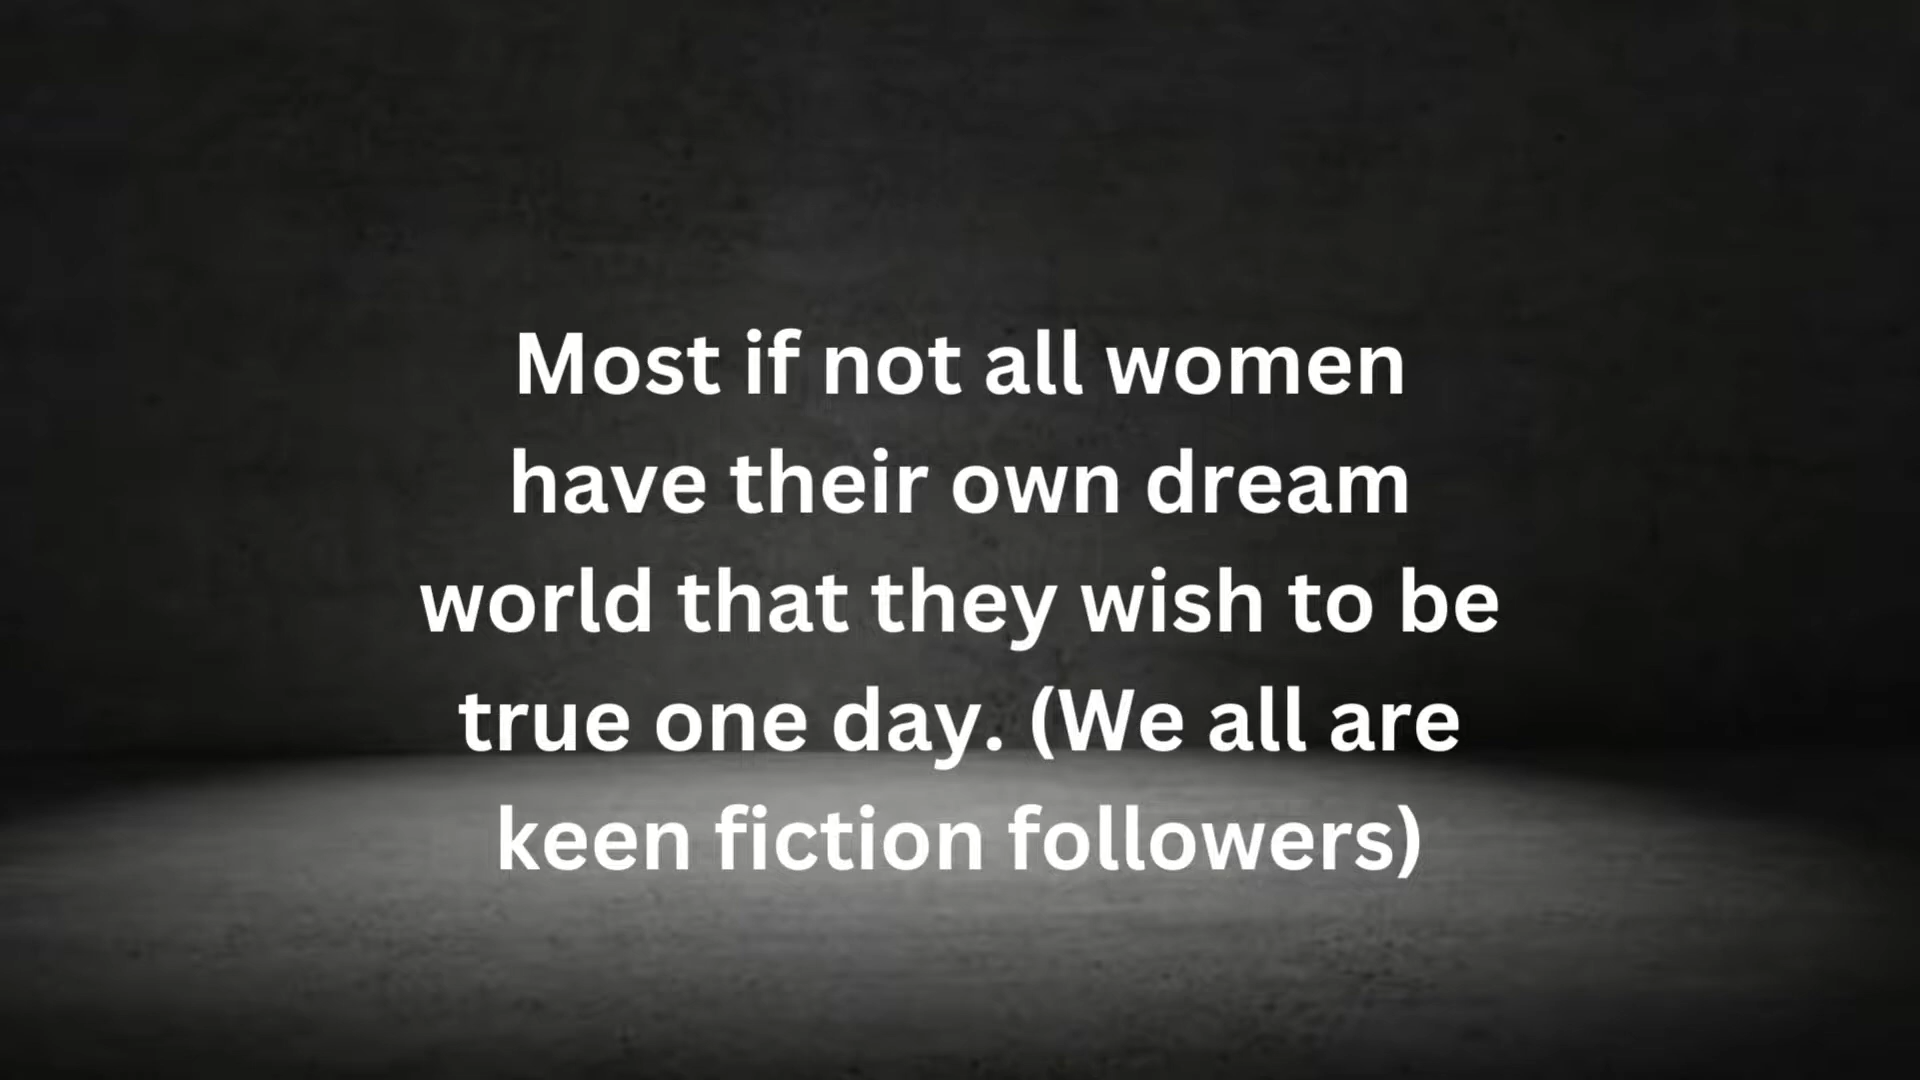 Most if not all women
have their own dream
world that they wish to be
true one day. (We all are
keen fiction followers)